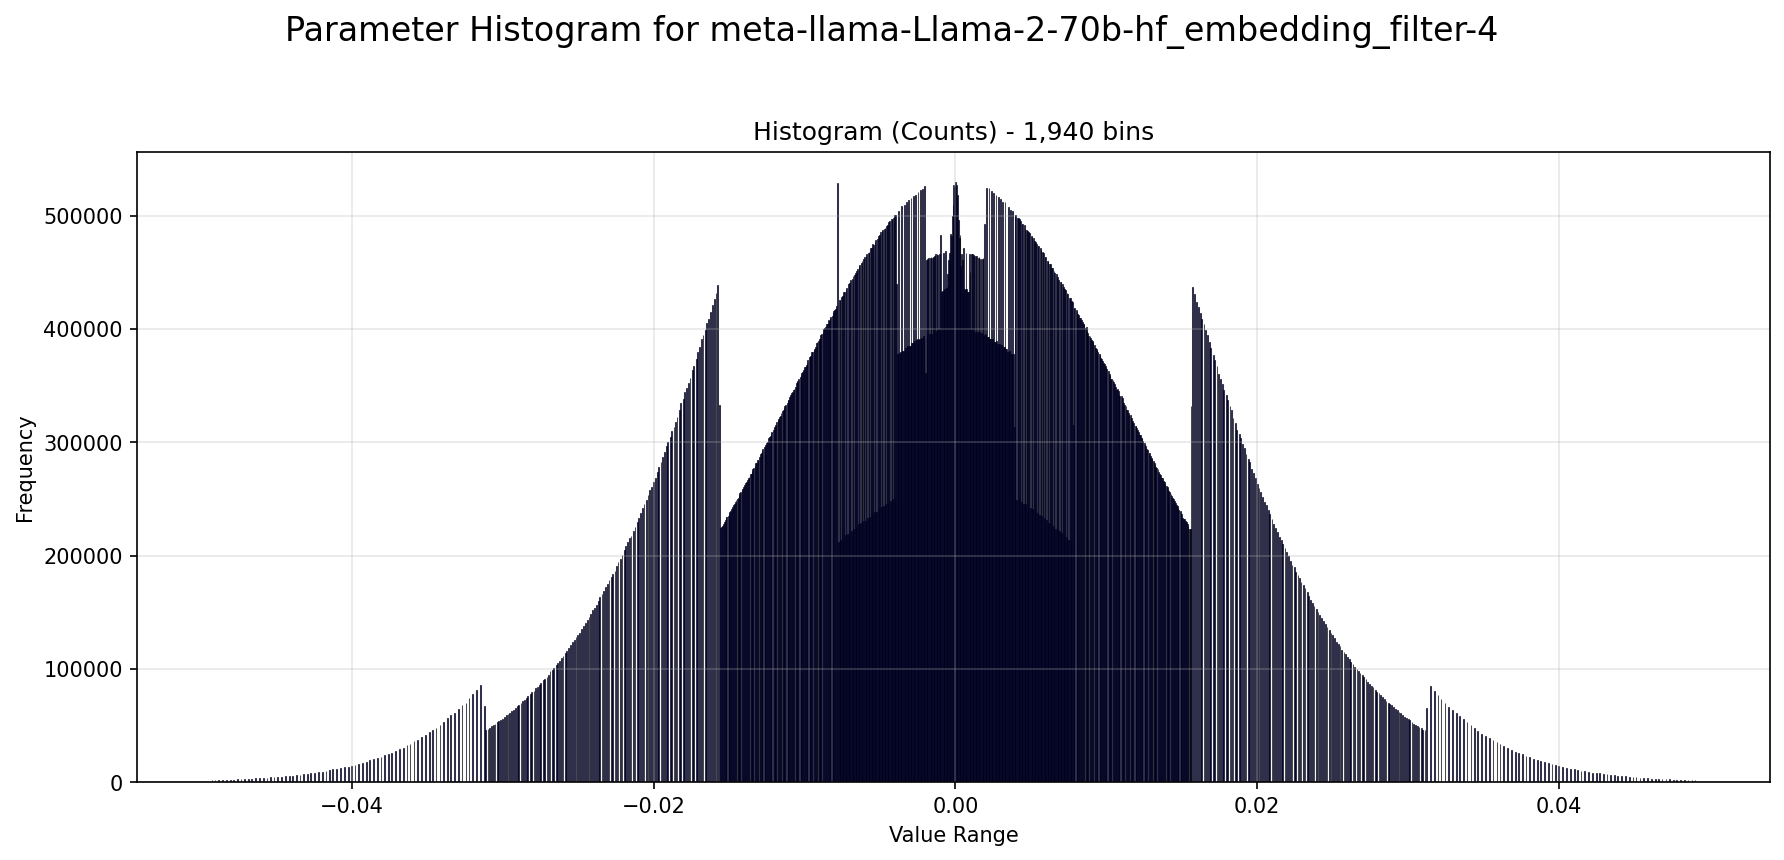 Parameter Histogram for meta-llama-Llama-2-70b-hf_embedding_filter-4
Histogram (Counts) - 1,940 bins
500000
400000
300000
200000
100000
0
Frequency
−0.04
−0.02
0.00
0.02
0.04
Value Range